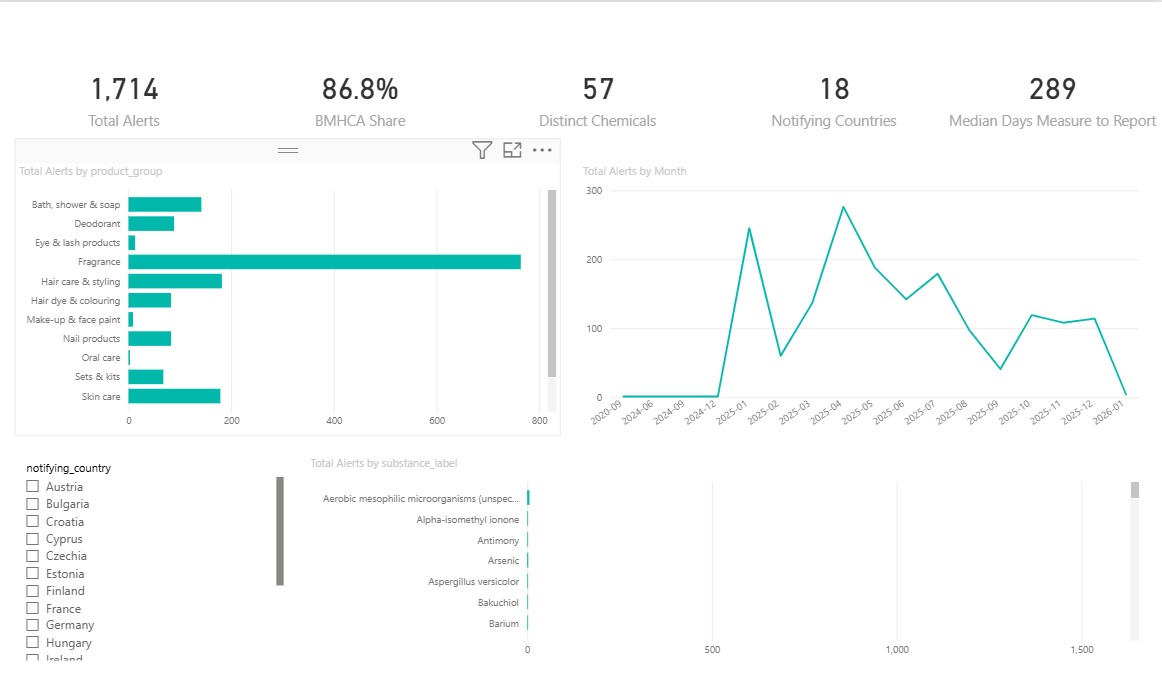 1,714
Total Alerts
86.8%
BMHCA Share
57
Distinct Chemicals
18
Notifying Countries
289
Median Days Measure to Report
Total Alerts by product_group
Bath, shower & soap
Deodorant
Eye & lash products
Fragrance
Hair care & styling
Hair dye & colouring
Make-up & face paint
Nail products
Oral care
Sets & kits
Skin care
0
200
400
600
800
Total Alerts by Month
300
200
100
0
2020-09
2024-06
2024-09
2024-12
2025-01
2025-02
2025-03
2025-04
2025-05
2025-06
2025-07
2025-08
2025-09
2025-10
2025-11
2025-12
2026-01
notifying_country
Austria
Bulgaria
Croatia
Cyprus
Czechia
Estonia
Finland
France
Germany
Hungary
Ireland
Total Alerts by substance_label
Aerobic mesophilic microorganisms (unspec...
Alpha-isomethyl ionone
Antimony
Arsenic
Aspergillus versicolor
Bakuchiol
Barium
0
500
1,000
1,500